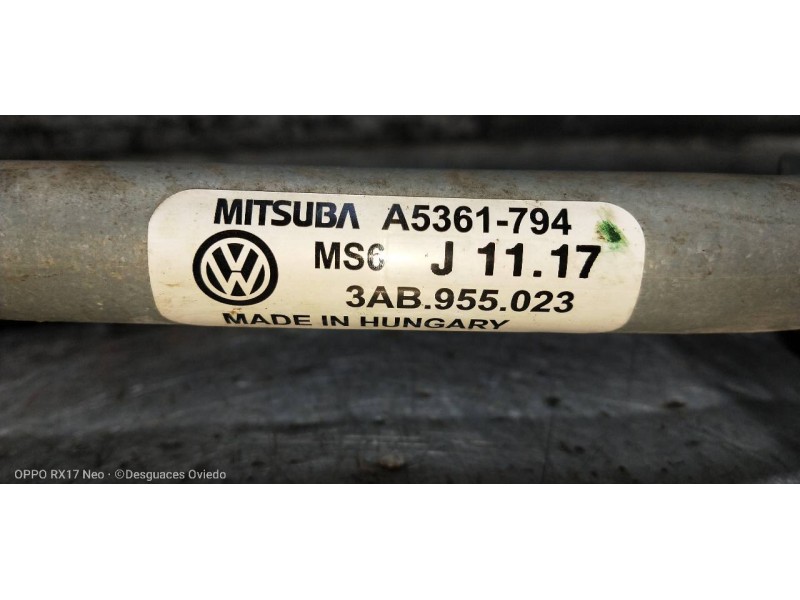 MITSUBA A5361-794
MS6 J 11.17
3AB.955.023
MADE IN HUNGARY
OPPO RX17 Neo · ©Desguaces Oviedo